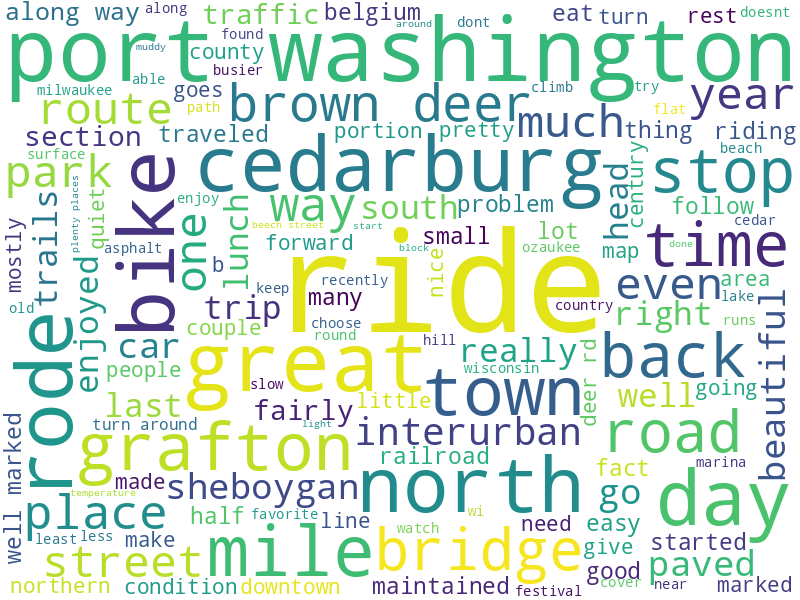 along way
along
traffic
belgium
around
dont
eat
turn
rest
doesnt
port washington
county
found
busier
muddy
milwaukee
able
goes
path
brown deer
climb
try
flat
year
route
section
traveled
portion
pretty
much
thing
riding
surface
park
cedarburg
beach
stop
head
century
mostly
trails
plenty places
quiet
bike
enjoy
one
lunch
way
south
problem
follow
cedar
beech street
start
asphalt
forward
block
small
lot
ozaukee
map
time
done
enjoyed
b
keep
recently
many
nice
ride
country
even
area
lake
old
rode
trip
choose
round
couple
right
runs
beautiful
car
people
great
hill
really
wisconsin
deer rd
back
slow
little
town
well
going
last
fairly
light
well marked
turn around
grafton
interurban
road
railroad
fact
marina
made
sheboygan
temperature
north
go
day
place
half
favorite
line
watch
wi
need
easy
least
less
make
give
started
street
mile
bridge
good
paved
cover
near
marked
northern
condition
downtown
maintained
festival